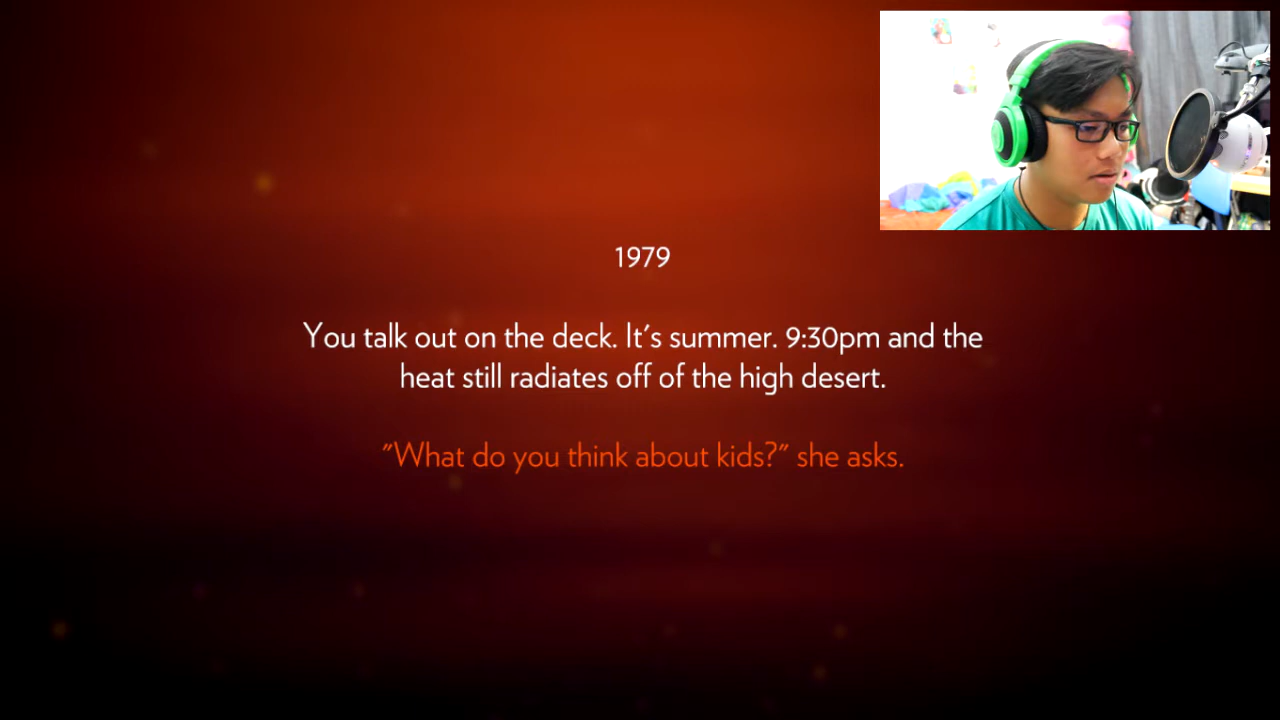 1979
You talk out on the deck. It's summer. 9:30pm and the
heat still radiates off of the high desert.
"What do you think about kids?" she asks.